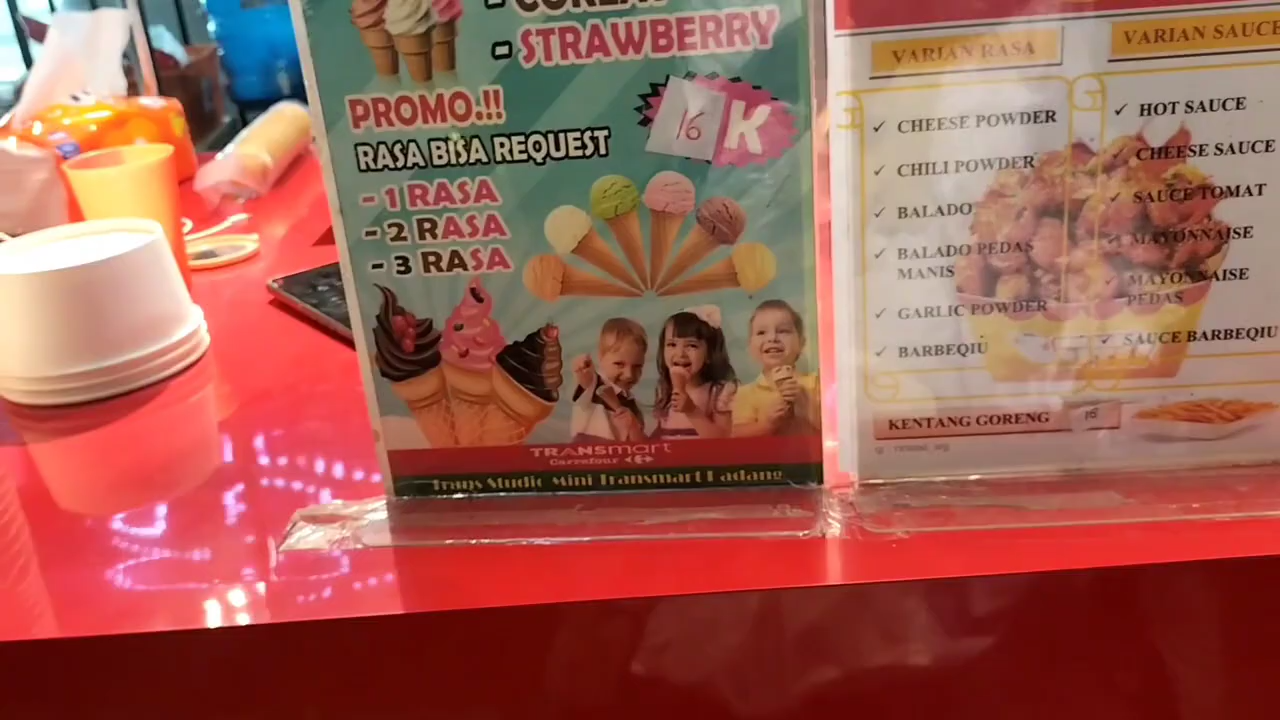 - STRAWBERRY
PROMO.!!
16 K
RASA BISA REQUEST
- 1 RASA
- 2 RASA
- 3 RASA
TRANSmart
Carrefour
Trans Studio Mini Transmart Padang
VARIAN RASA
✓ CHEESE POWDER
✓ CHILI POWDER
✓ BALADO
✓ BALADO PEDAS
MANIS
✓ GARLIC POWDER
✓ BARBEQIU
VARIAN SAUCE
✓ HOT SAUCE
CHEESE SAUCE
✓ SAUCE TOMAT
✓ MAYONNAISE
✓ MAYONNAISE
PEDAS
✓ SAUCE BARBEQIU
KENTANG GORENG